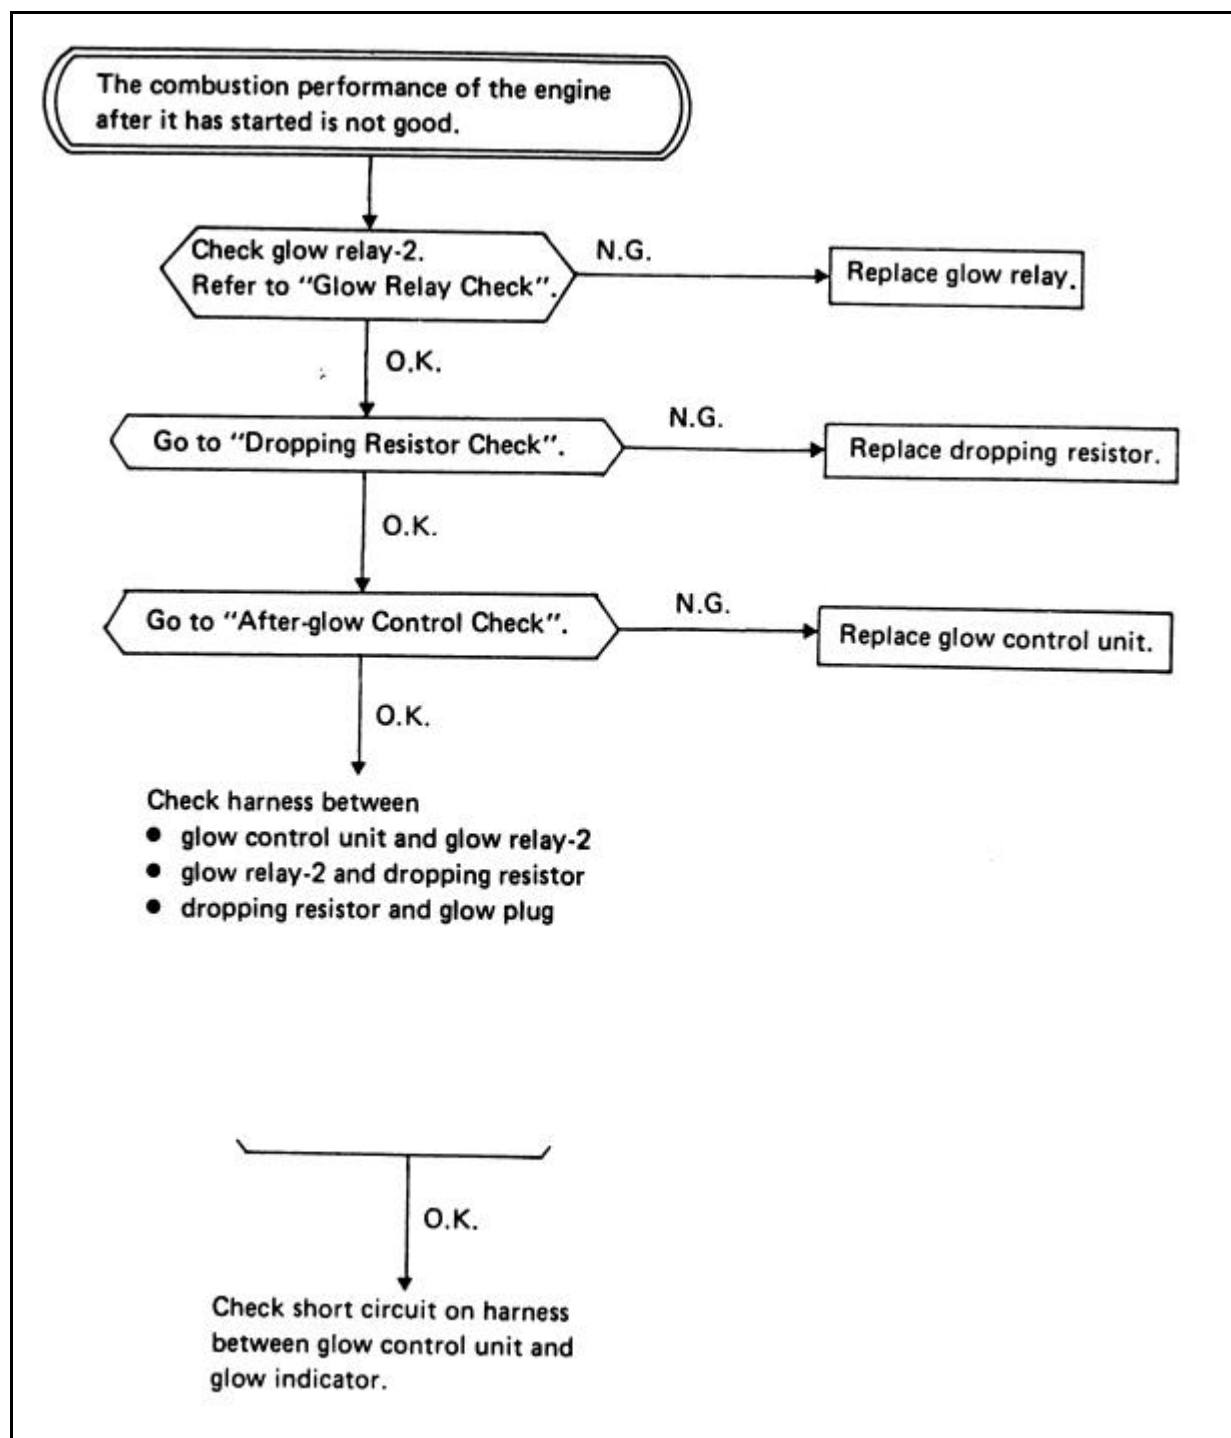 The combustion performance of the engine
after it has started is not good.
Check glow relay-2.
Refer to "Glow Relay Check".
N.G.
Replace glow relay.
O.K.
Go to "Dropping Resistor Check".
N.G.
Replace dropping resistor.
O.K.
Go to "After-glow Control Check".
N.G.
Replace glow control unit.
O.K.
Check harness between
● glow control unit and glow relay-2
● glow relay-2 and dropping resistor
● dropping resistor and glow plug
O.K.
Check short circuit on harness
between glow control unit and
glow indicator.